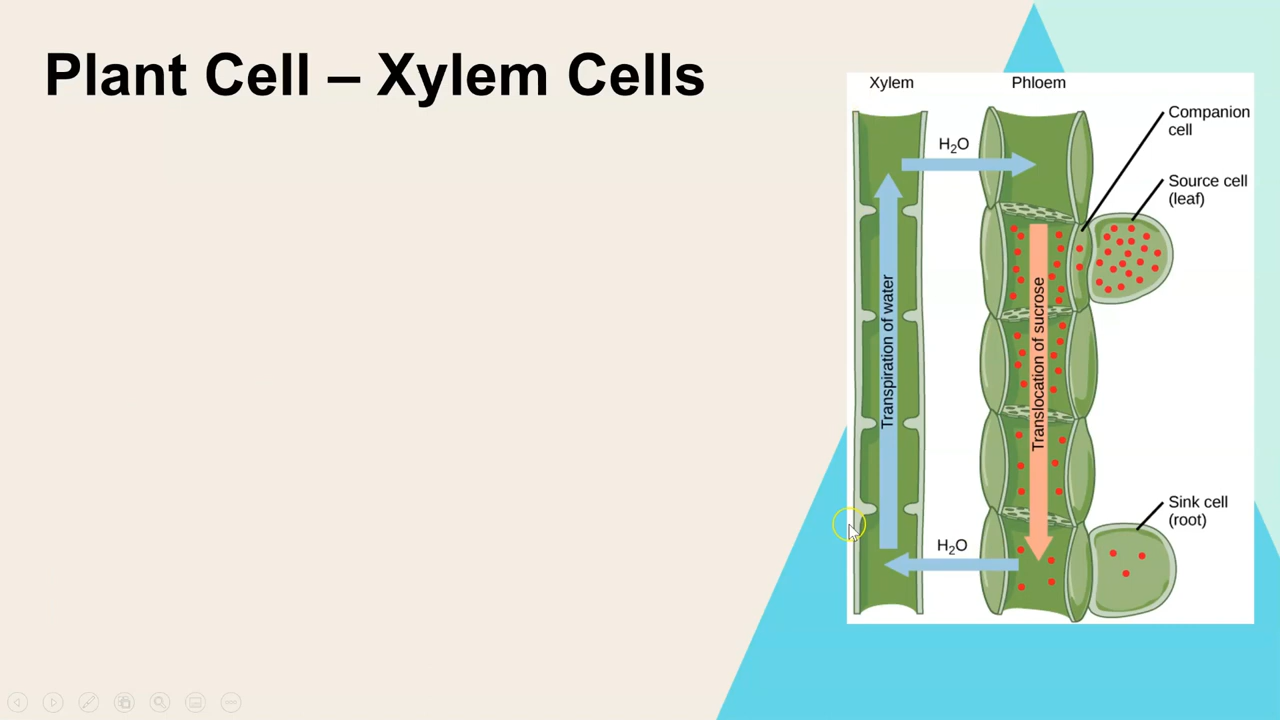 Plant Cell – Xylem Cells
Xylem
Phloem
Companion
cell
H₂O
Source cell
(leaf)
Transpiration of water
Translocation of sucrose
Sink cell
(root)
H₂O